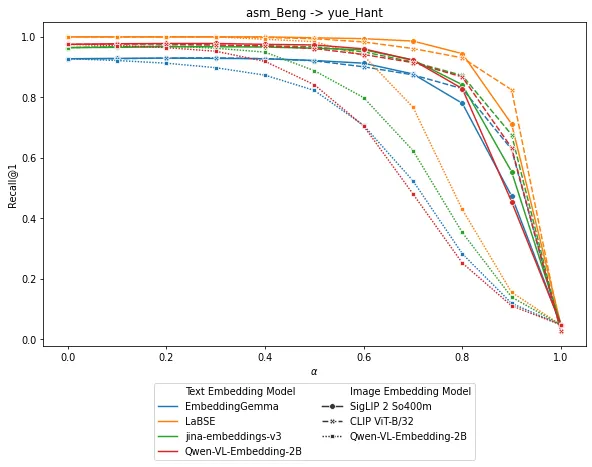 asm_Beng -> yue_Hant
Recall@1
1.0
0.8
0.6
0.4
0.2
0.0
0.0 0.2 0.4 0.6 0.8 1.0
α
Text Embedding Model
EmbeddingGemma
LaBSE
jina-embeddings-v3
Qwen-VL-Embedding-2B
Image Embedding Model
SigLIP 2 So400m
CLIP ViT-B/32
Qwen-VL-Embedding-2B